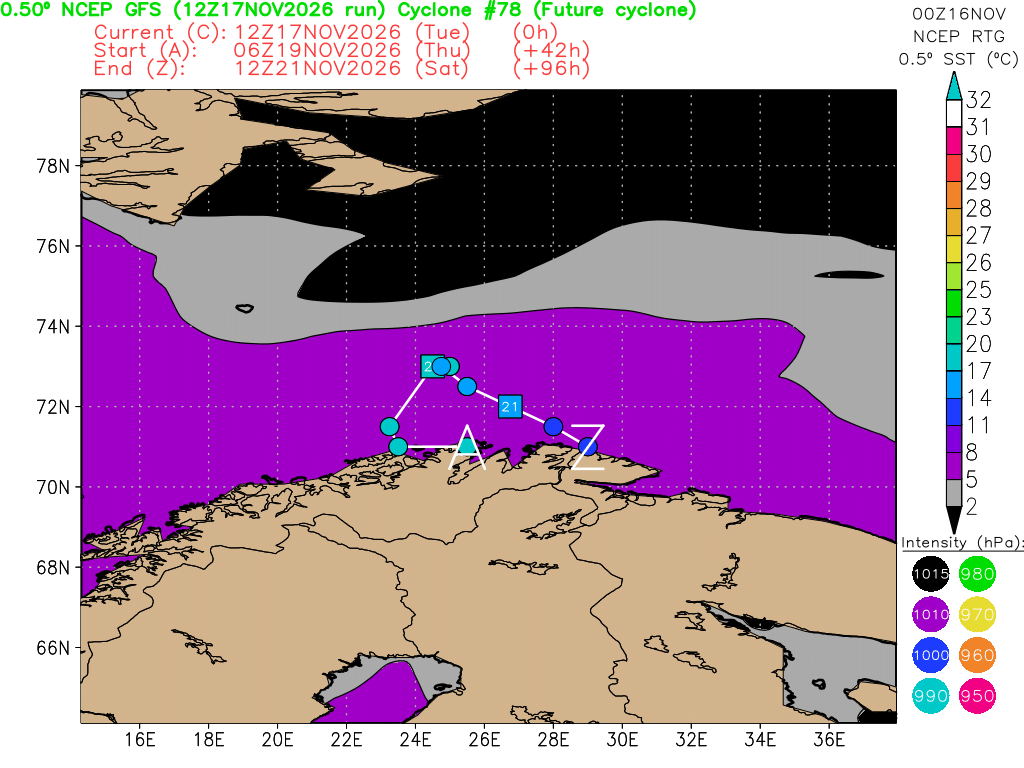 0.50º NCEP GFS (12Z17NOV2026 run) Cyclone #78 (Future cyclone)
Current (C): 12Z17NOV2026 (Tue) (0h)
Start (A): 06Z19NOV2026 (Thu) (+42h)
End (Z): 12Z21NOV2026 (Sat) (+96h)
00Z16NOV
NCEP RTG
0.5º SST (ºC)
32
31
30
29
28
27
26
25
23
20
17
14
11
8
5
2
78N
76N
74N
72N
70N
68N
66N
21
A
Z
16E 18E 20E 22E 24E 26E 28E 30E 32E 34E 36E
Intensity (hPa):
1015 980
1010 970
1000 960
990 950